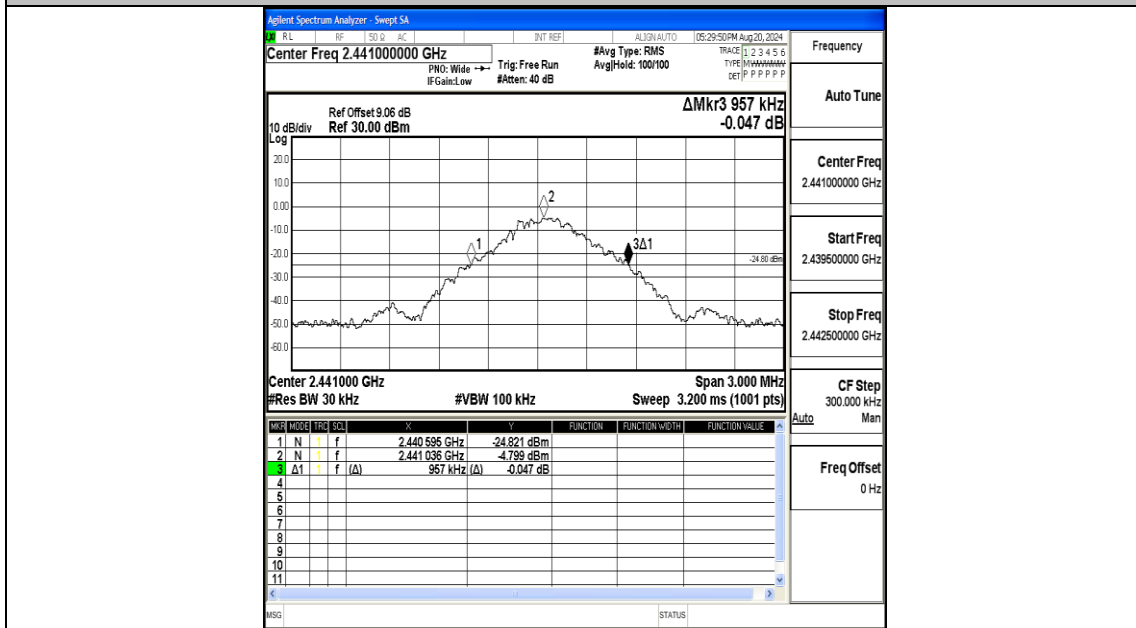 Agilent Spectrum Analyzer - Swept SA
RL RF 50 Ω AC INT REF ALIGN AUTO 05:29:50 PM Aug 20, 2024
Center Freq 2.441000000 GHz
#Avg Type: RMS
TRACE 1 2 3 4 5 6
PNO: Wide
Trig: Free Run
Avg|Hold: 100/100
TYPE
IFGain:Low
#Atten: 40 dB
DET P P P P P P
Frequency
Auto Tune
Ref Offset 9.06 dB
ΔMkr3 957 kHz
10 dB/div Ref 30.00 dBm
-0.047 dB
Log
20.0
10.0
0.00
-10.0
-20.0
-30.0
-40.0
-50.0
-60.0
1
2
3Δ1
-24.80 dBm
Center 2.441000 GHz
Span 3.000 MHz
#Res BW 30 kHz
#VBW 100 kHz
Sweep 3.200 ms (1001 pts)
Center Freq
2.441000000 GHz
Start Freq
2.439500000 GHz
Stop Freq
2.442500000 GHz
CF Step
300.000 kHz
Auto Man
Freq Offset
0 Hz
MKR MODE TRC SCL X Y FUNCTION FUNCTION WIDTH FUNCTION VALUE
1 N 1 f 2.440 595 GHz -24.821 dBm
2 N 1 f 2.441 036 GHz -4.799 dBm
3 Δ1 1 f (Δ) 957 kHz (Δ) -0.047 dB
4
5
6
7
8
9
10
11
MSG
STATUS